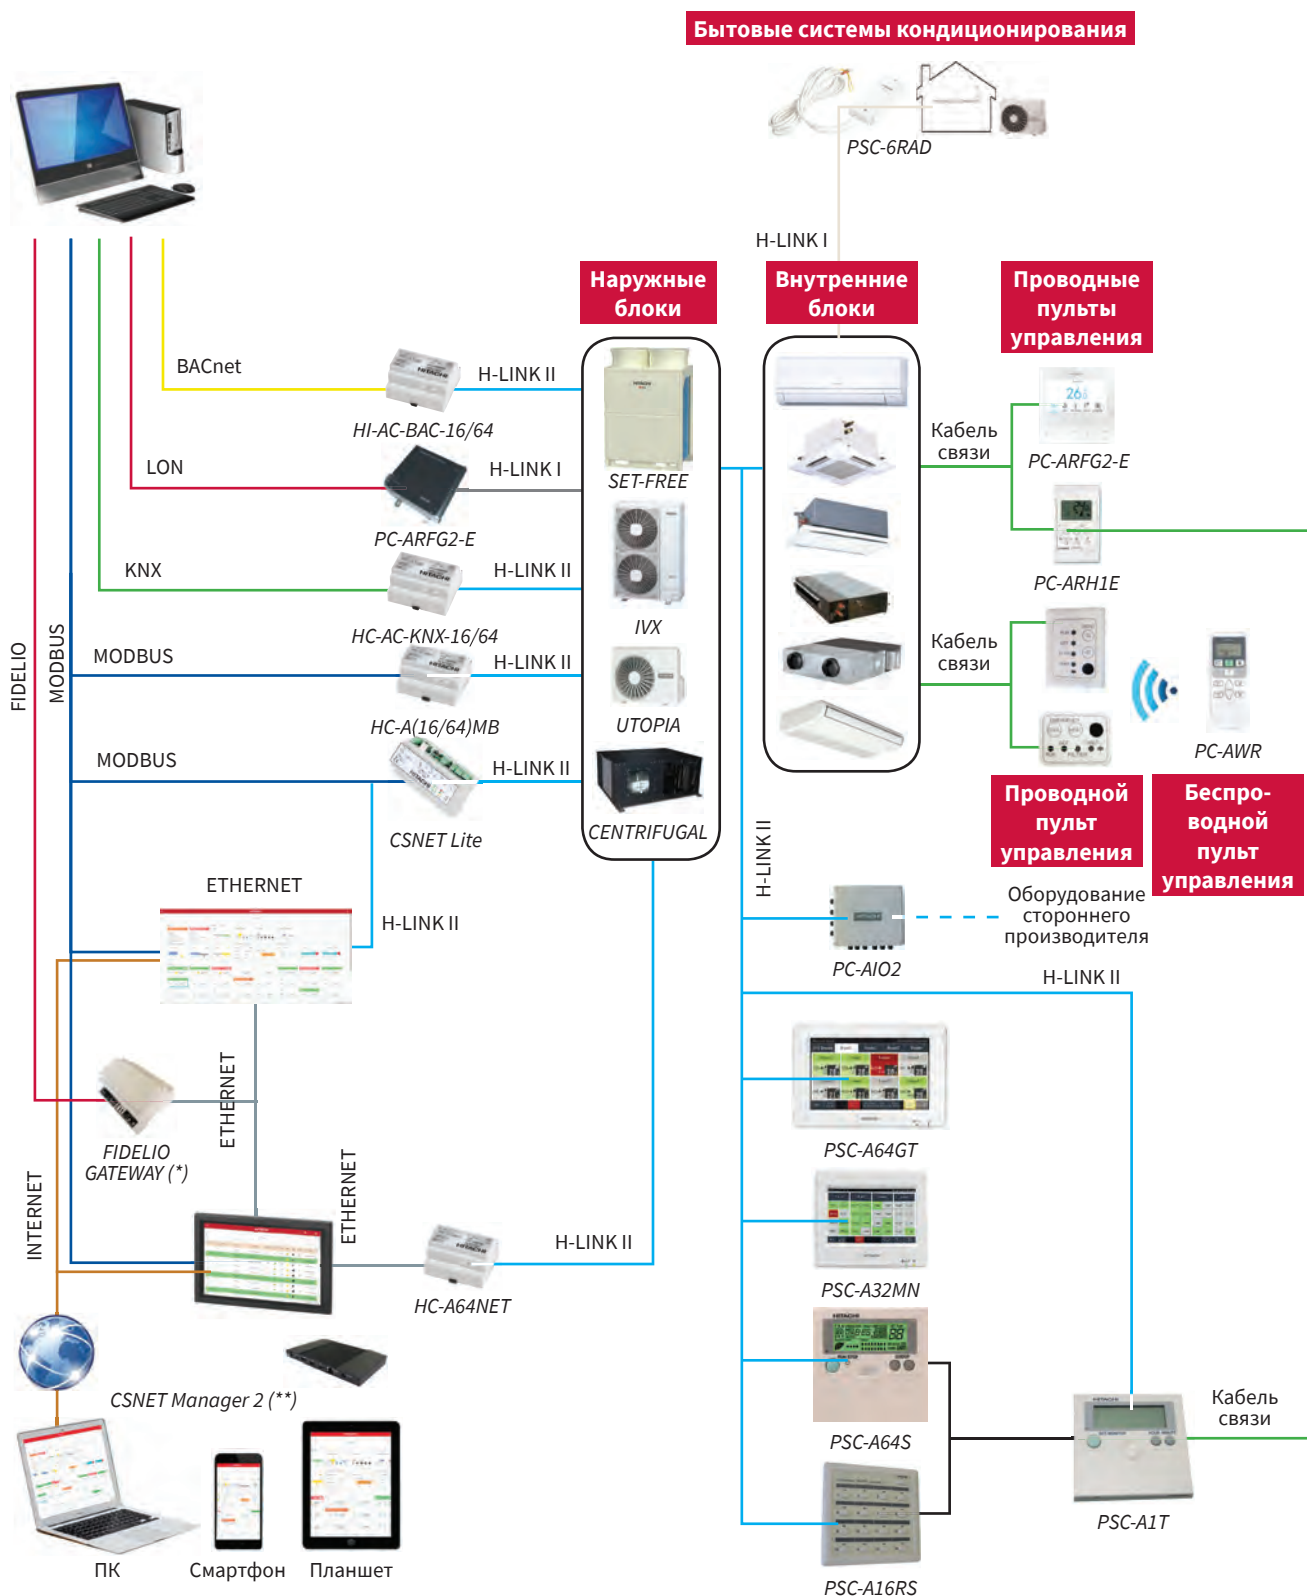 Бытовые системы кондиционирования
PSC-6RAD
H-LINK I
Наружные
блоки
Внутренние
блоки
Проводные
пульты
управления
BACnet
H-LINK II
HI-AC-BAC-16/64
LON
H-LINK I
PC-ARFG2-E
KNX
H-LINK II
HC-AC-KNX-16/64
MODBUS
H-LINK II
HC-A(16/64)MB
MODBUS
H-LINK II
CSNET Lite
FIDELIO
MODBUS
SET-FREE
IVX
UTOPIA
CENTRIFUGAL
Кабель
связи
PC-ARFG2-E
PC-ARH1E
Кабель
связи
PC-AWR
Проводной
пульт
управления
Беспро-
водной
пульт
управления
ETHERNET
H-LINK II
H-LINK II
PC-AIO2
Оборудование
стороннего
производителя
H-LINK II
FIDELIO
GATEWAY (*)
ETHERNET
INTERNET
ETHERNET
HC-A64NET
H-LINK II
CSNET Manager 2 (**)
ПК
Смартфон
Планшет
PSC-A64GT
PSC-A32MN
HITACHI
PSC-A64S
PSC-A16RS
HITACHI
PSC-A1T
Кабель
связи